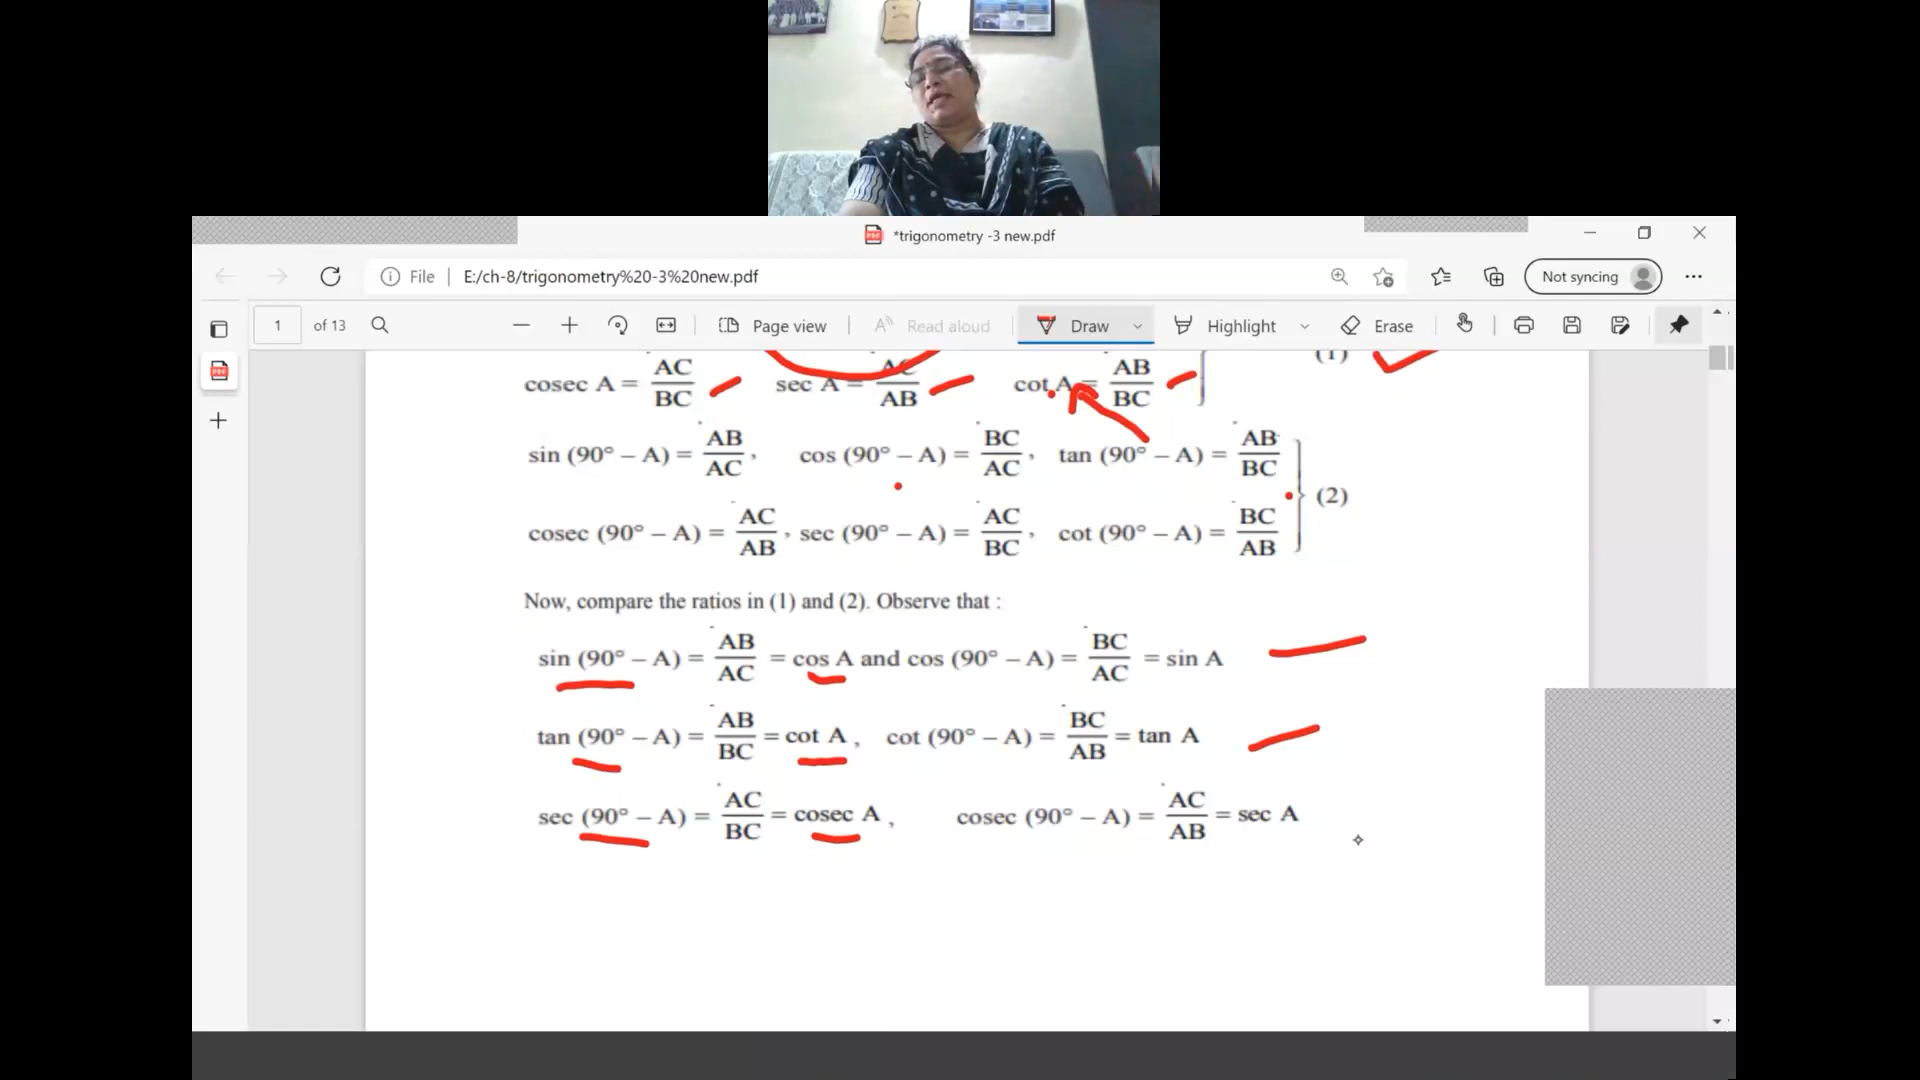 *trigonometry -3 new.pdf
File | E:/ch-8/trigonometry%20-3%20new.pdf
Not syncing
1 of 13
Page view
Read aloud
Draw
Highlight
Erase
cosec A = AC/BC sec A = AC/AB cot A = AB/BC (1)
sin (90° – A) = AB/AC, cos (90° – A) = BC/AC, tan (90° – A) = AB/BC
(2)
cosec (90° – A) = AC/AB, sec (90° – A) = AC/BC, cot (90° – A) = BC/AB
Now, compare the ratios in (1) and (2). Observe that :
sin (90° – A) = AB/AC = cos A and cos (90° – A) = BC/AC = sin A
tan (90° – A) = AB/BC = cot A, cot (90° – A) = BC/AB = tan A
sec (90° – A) = AC/BC = cosec A, cosec (90° – A) = AC/AB = sec A